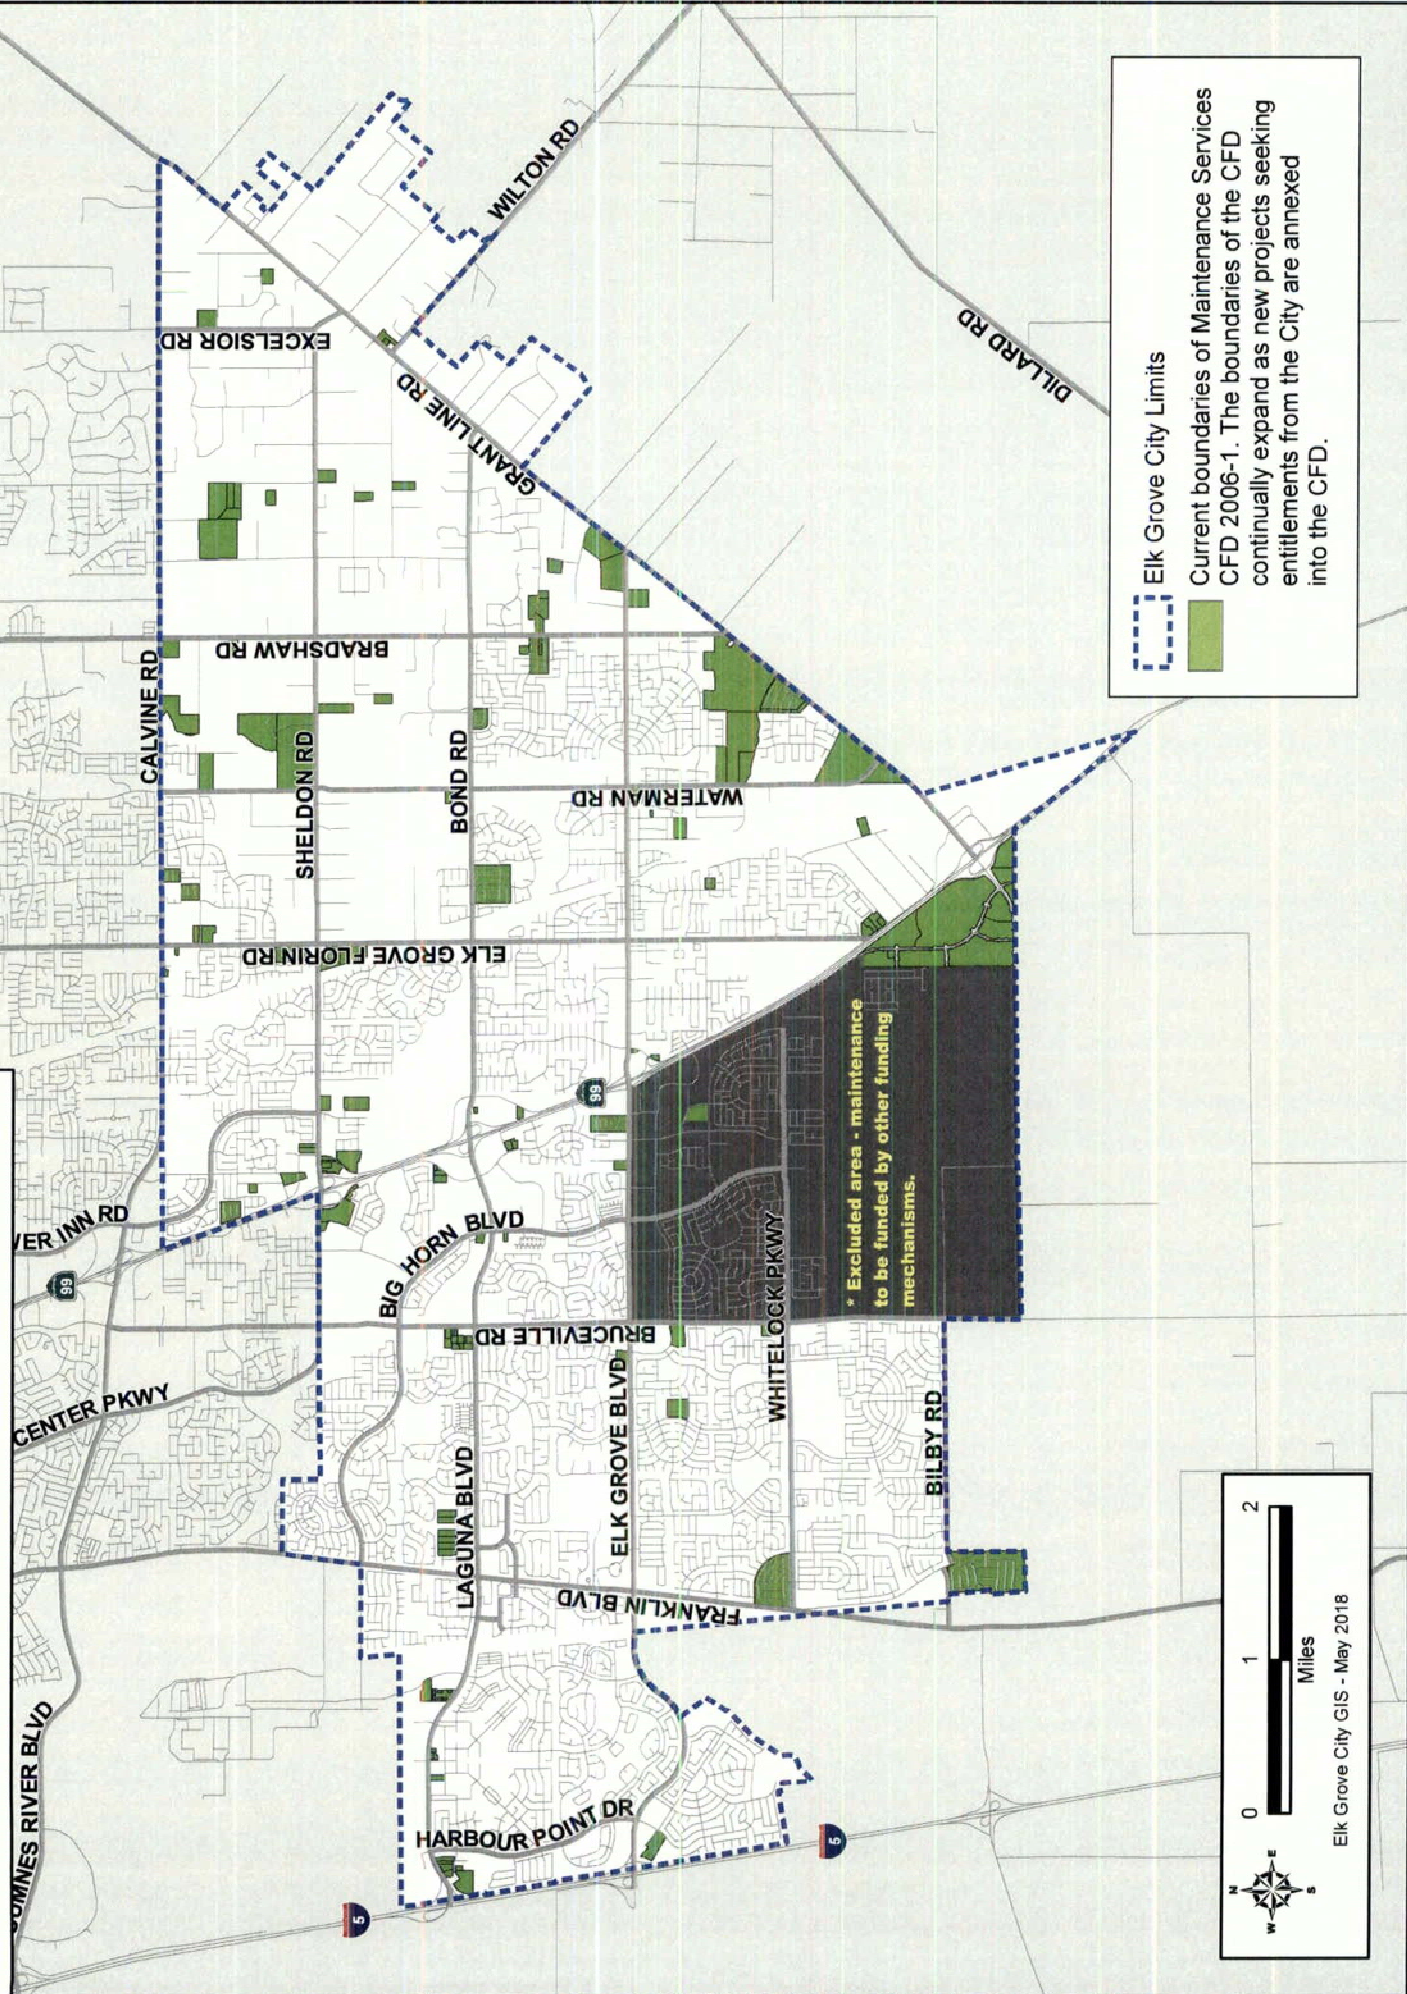 CALVINE RD
EXCELSIOR RD
GRANT LINE RD
WILTON RD
DILLARD RD
BRADSHAW RD
SHELDON RD
BOND RD
WATERMAN RD
ELK GROVE FLORIN RD
99
99
VER INN RD
BIG HORN BLVD
CENTER PKWY
BRUCEVILLE RD
LAGUNA BLVD
ELK GROVE BLVD
WHITELOCK PKWY
BILBY RD
FRANKLIN BLVD
HARBOUR POINT DR
SUMNES RIVER BLVD
5
5
* Excluded area - maintenance
to be funded by other funding
mechanisms.
Elk Grove City Limits
Current boundaries of Maintenance Services
CFD 2006-1. The boundaries of the CFD
continually expand as new projects seeking
entitlements from the City are annexed
into the CFD.
N
W E
S
0 1 2
Miles
Elk Grove City GIS - May 2018